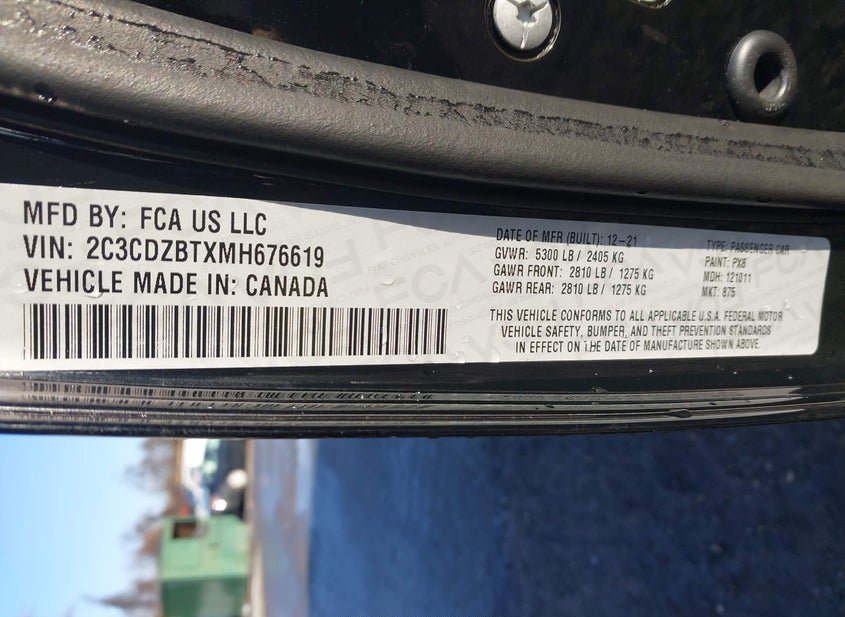 MFD BY: FCA US LLC
VIN: 2C3CDZBTXMH676619
VEHICLE MADE IN: CANADA
DATE OF MFR (BUILT): 12-21
GVWR: 5300 LB / 2405 KG
GAWR FRONT: 2810 LB / 1275 KG
GAWR REAR: 2810 LB / 1275 KG
TYPE: PASSENGER CAR
PAINT: PX8
MDH: 121011
MKT: 875
THIS VEHICLE CONFORMS TO ALL APPLICABLE U.S.A. FEDERAL MOTOR
VEHICLE SAFETY, BUMPER, AND THEFT PREVENTION STANDARDS
IN EFFECT ON THE DATE OF MANUFACTURE SHOWN ABOVE.